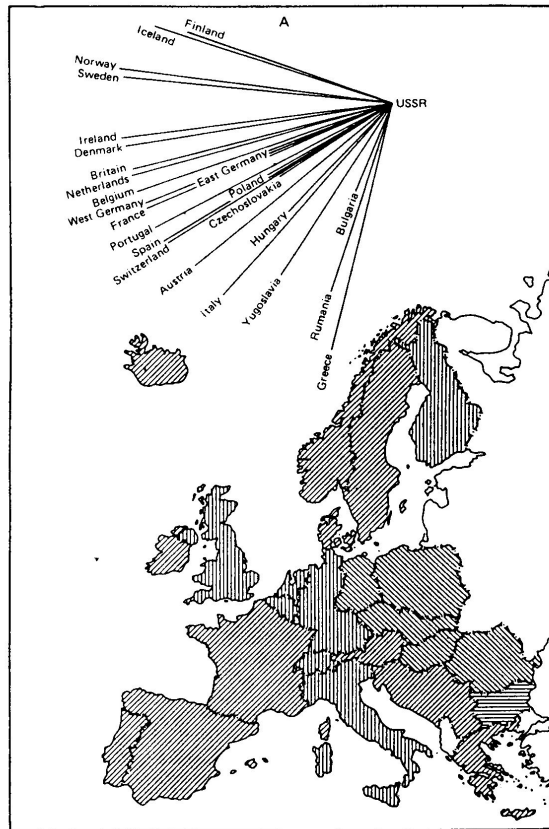 A
Finland
Iceland
Norway
Sweden
USSR
Ireland
Denmark
Britain
Netherlands
East Germany
Belgium
West Germany
Poland
France
Czechoslovakia
Portugal
Spain
Switzerland
Hungary
Bulgaria
Austria
Italy
Yugoslavia
Rumania
Greece